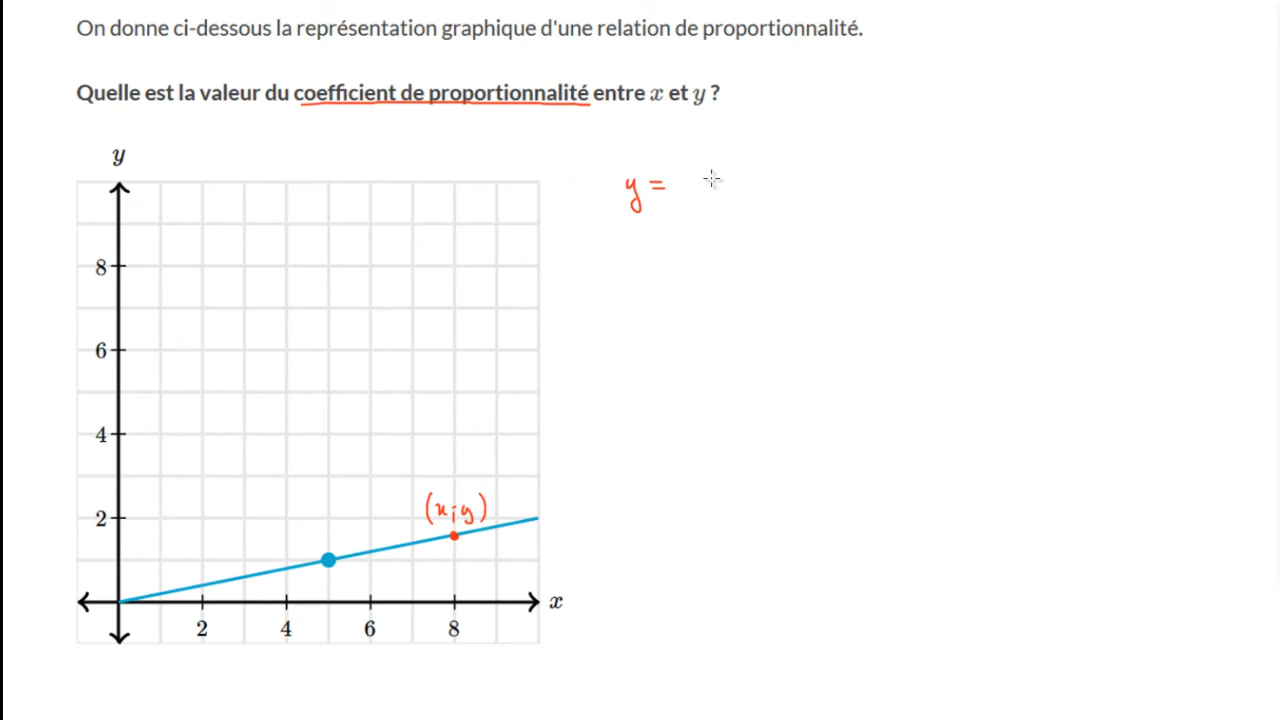 On donne ci-dessous la représentation graphique d'une relation de proportionnalité.
Quelle est la valeur du coefficient de proportionnalité entre x et y ?
y
y =
8
6
4
(x;y)
2
x
2 4 6 8